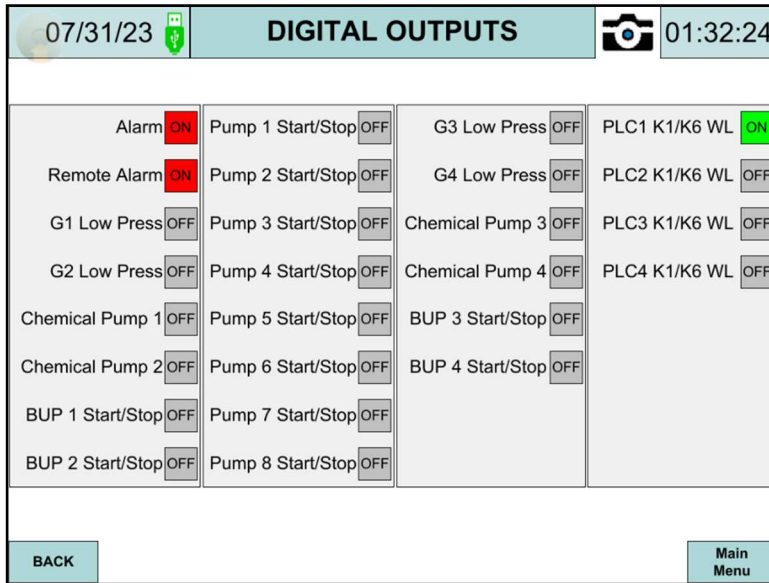 07/31/23
DIGITAL OUTPUTS
01:32:24
Alarm ON
Remote Alarm ON
G1 Low Press OFF
G2 Low Press OFF
Chemical Pump 1 OFF
Chemical Pump 2 OFF
BUP 1 Start/Stop OFF
BUP 2 Start/Stop OFF
Pump 1 Start/Stop OFF
Pump 2 Start/Stop OFF
Pump 3 Start/Stop OFF
Pump 4 Start/Stop OFF
Pump 5 Start/Stop OFF
Pump 6 Start/Stop OFF
Pump 7 Start/Stop OFF
Pump 8 Start/Stop OFF
G3 Low Press OFF
G4 Low Press OFF
Chemical Pump 3 OFF
Chemical Pump 4 OFF
BUP 3 Start/Stop OFF
BUP 4 Start/Stop OFF
PLC1 K1/K6 WL ON
PLC2 K1/K6 WL OFF
PLC3 K1/K6 WL OFF
PLC4 K1/K6 WL OFF
BACK
Main
Menu